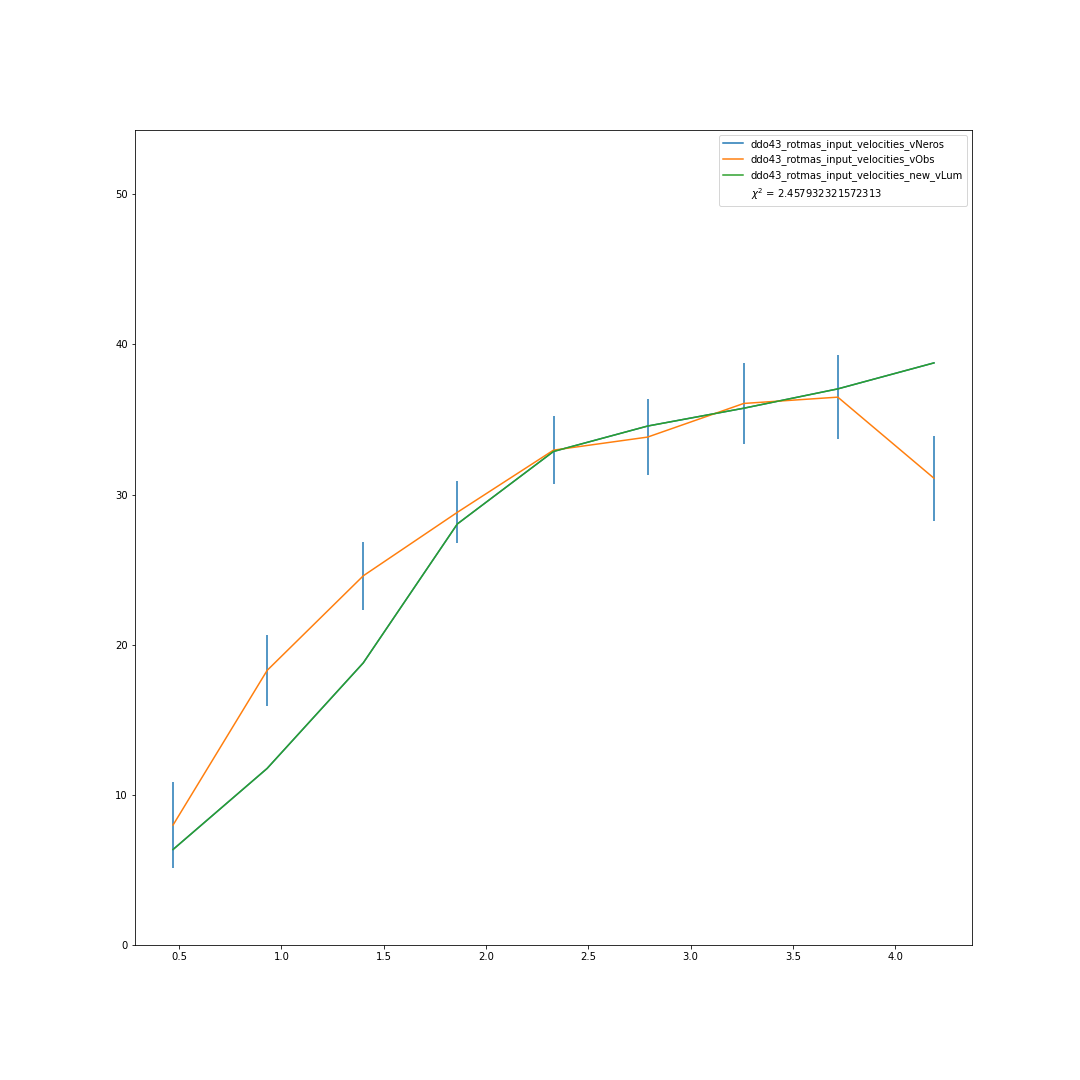 ddo43_rotmas_input_velocities_vNeros
ddo43_rotmas_input_velocities_vObs
ddo43_rotmas_input_velocities_new_vLum
χ² = 2.457932321572313
50
40
30
20
10
0
0.5 1.0 1.5 2.0 2.5 3.0 3.5 4.0